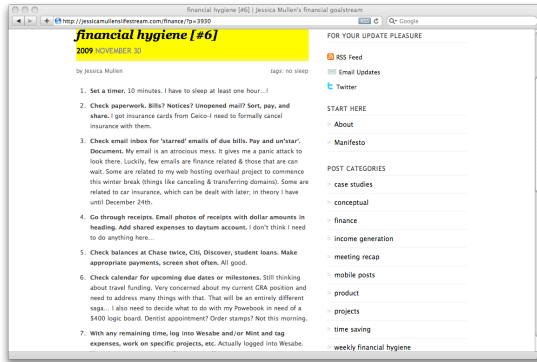 financial hygiene [#6] | Jessica Mullen's financial goalstream
http://jessicamullenslifestream.com/finance/?p=3930
RSS
Google
financial hygiene [#6]
2009 NOVEMBER 30
by Jessica Mullen
tags: no sleep
1. Set a timer. 10 minutes. I have to sleep at least one hour...!
2. Check paperwork. Bills? Notices? Unopened mail? Sort, pay, and
share. I got insurance cards from Geico–I need to formally cancel
insurance with them.
3. Check email inbox for 'starred' emails of due bills. Pay and un'star'.
Document. My email is an atrocious mess. It gives me a panic attack to
look there. Luckily, few emails are finance related & those that are can
wait. Some are related to my web hosting overhaul project to commence
this winter break (things like canceling & transferring domains). Some are
related to car insurance, which can be dealt with later; in theory I have
until December 24th.
4. Go through receipts. Email photos of receipts with dollar amounts in
heading. Add shared expenses to daytum account. I don't think I need
to do anything here...
5. Check balances at Chase twice, Citi, Discover, student loans. Make
appropriate payments, screen shot often. All good.
6. Check calendar for upcoming due dates or milestones. Still thinking
about travel funding. Very concerned about my current GRA position and
need to address many things with that. That will be an entirely different
saga... I also need to decide what to do with my Powebook in need of a
$400 logic board. Dentist appointment? Order stamps? Not this morning.
7. With any remaining time, log into Wesabe and/or Mint and tag
expenses, work on specific projects, etc. Actually logged into Wesabe.
FOR YOUR UPDATE PLEASURE
RSS Feed
Email Updates
Twitter
START HERE
About
Manifesto
POST CATEGORIES
case studies
conceptual
finance
income generation
meeting recap
mobile posts
product
projects
time saving
weekly financial hygiene